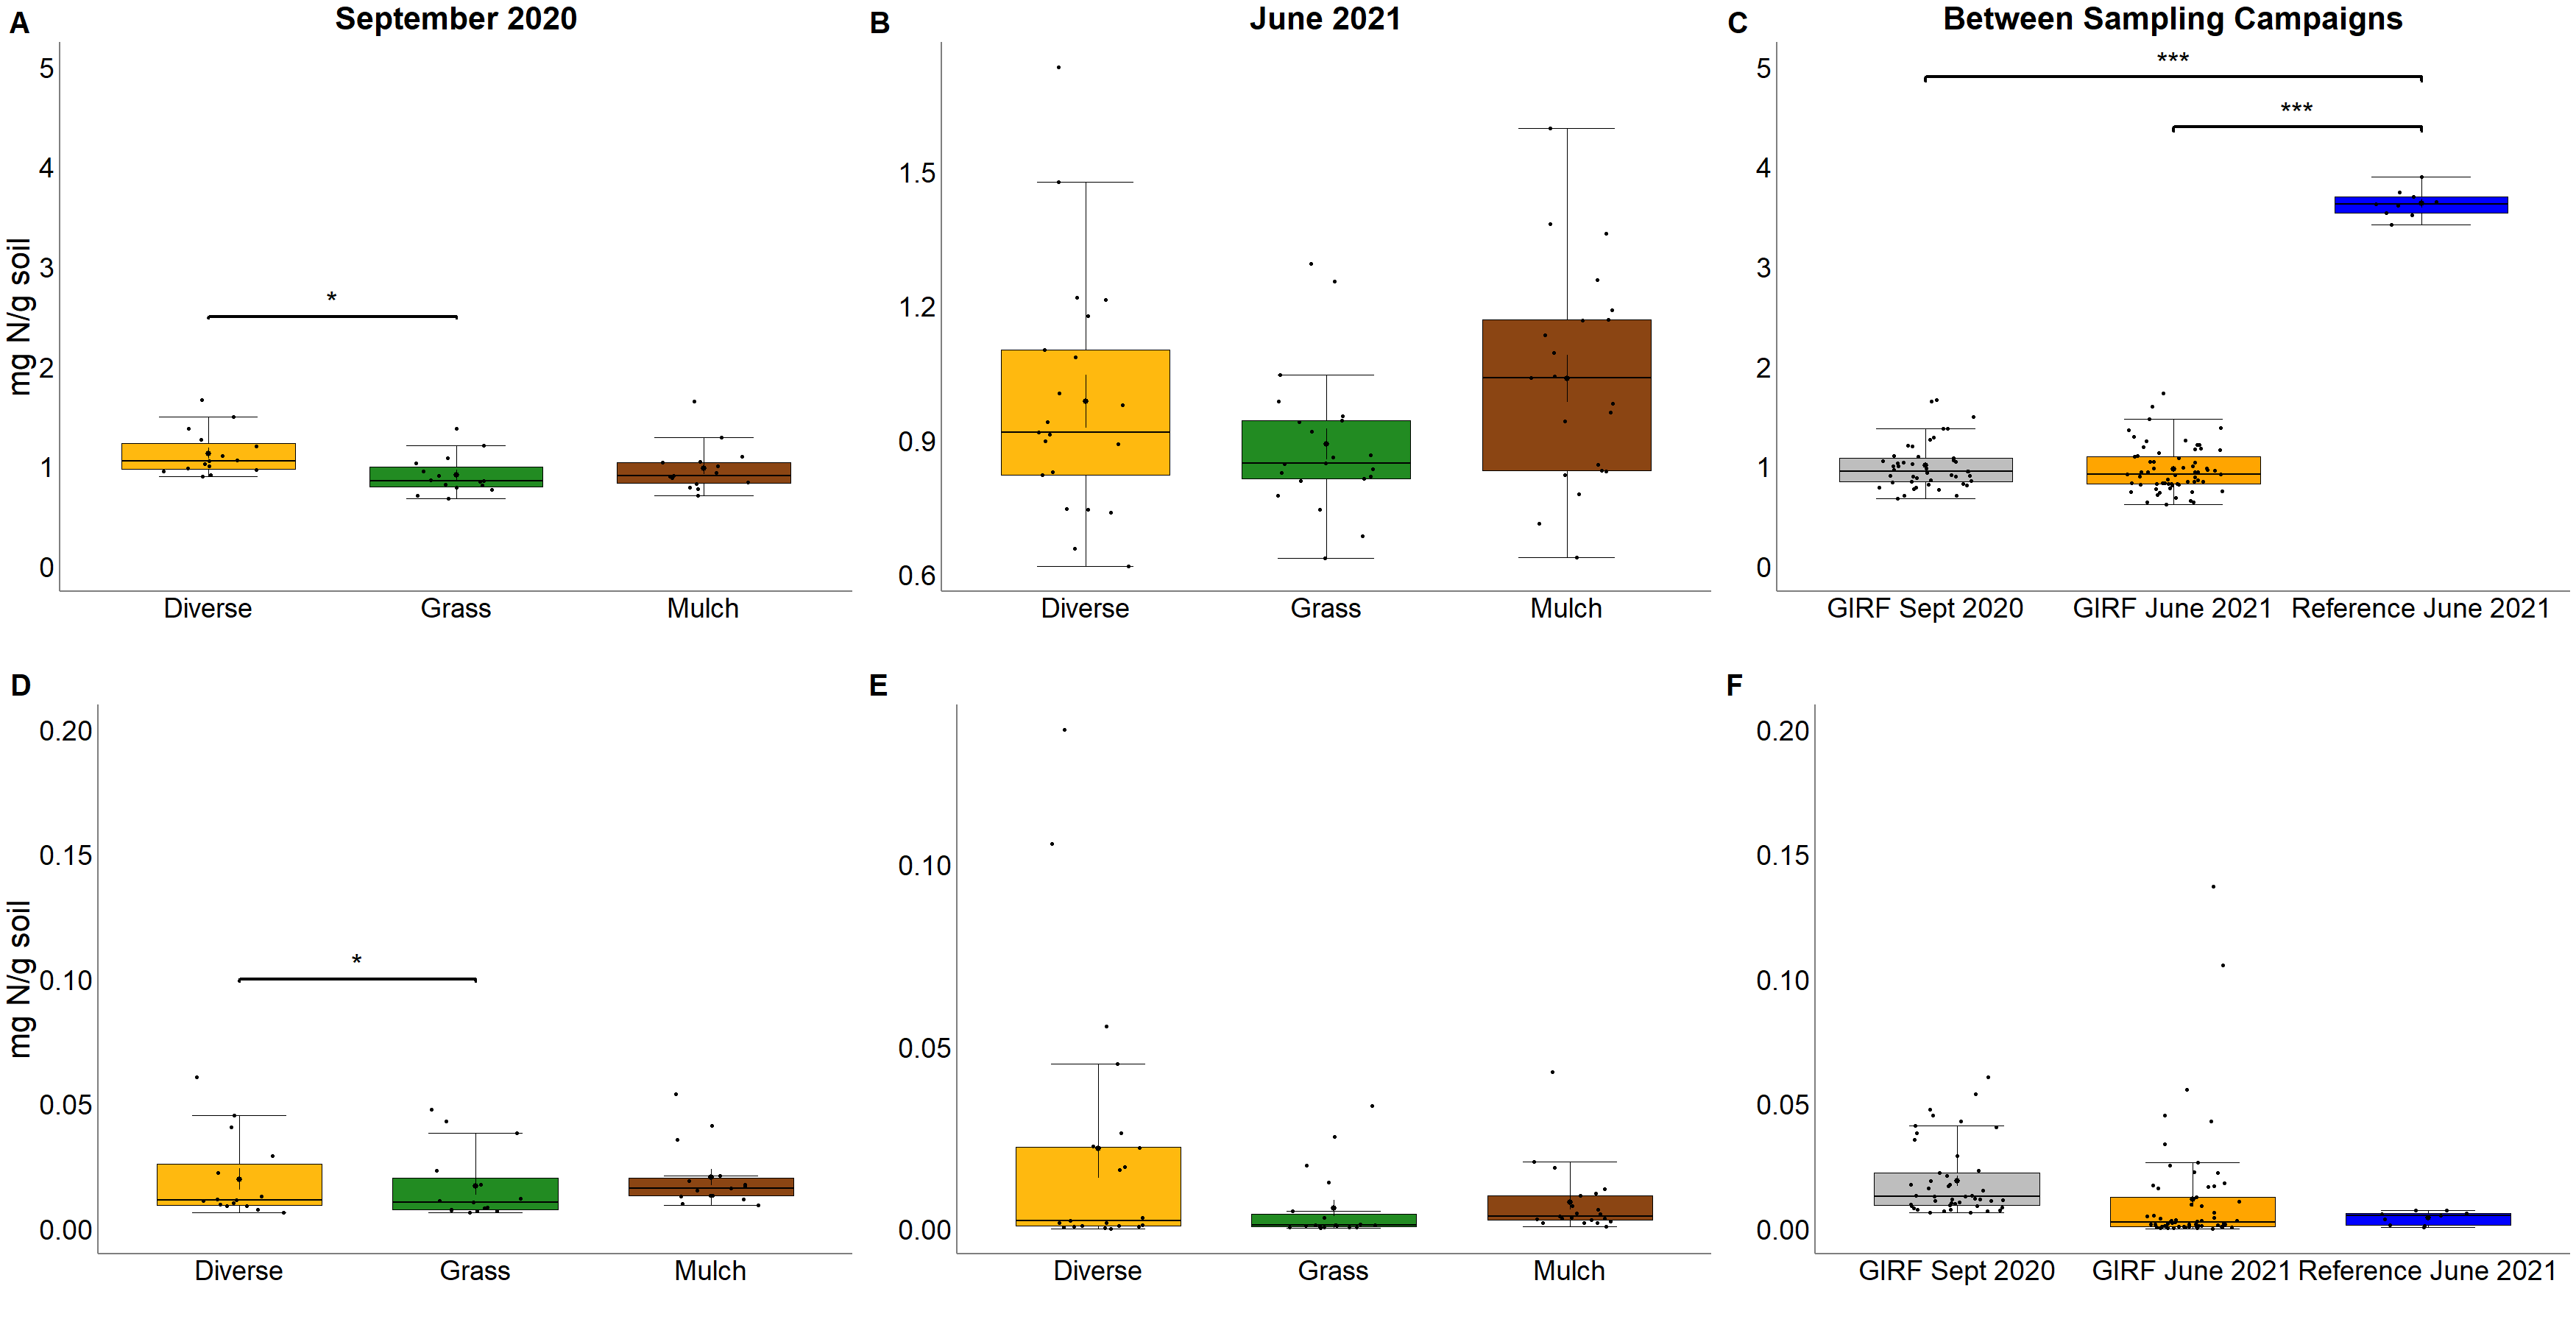 A September 2020
B June 2021
C Between Sampling Campaigns
mg N/g soil
5
4
3
2
1
0
*
Diverse Grass Mulch
1.5
1.2
0.9
0.6
Diverse Grass Mulch
5
4
3
2
1
0
***
***
GIRF Sept 2020 GIRF June 2021 Reference June 2021
D
mg N/g soil
0.20
0.15
0.10
0.05
0.00
*
Diverse Grass Mulch
E
0.10
0.05
0.00
Diverse Grass Mulch
F
0.20
0.15
0.10
0.05
0.00
GIRF Sept 2020 GIRF June 2021 Reference June 2021